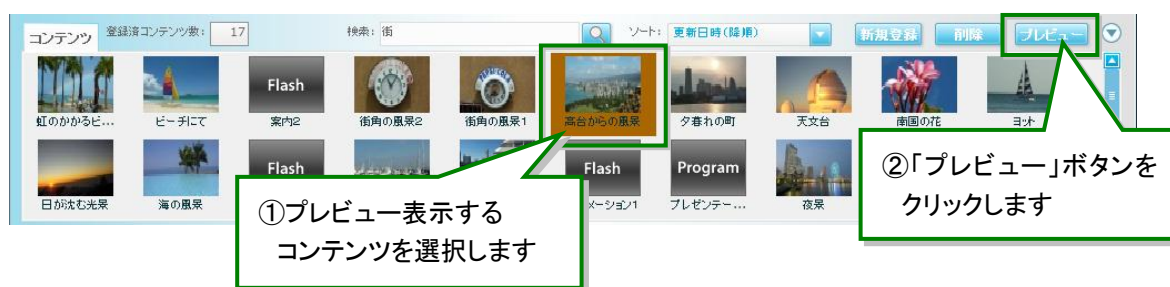 コンテンツ 登録済コンテンツ数: 17 検索: 街 ソート: 更新日時(降順) 新規登録 削除 プレビュー
Flash
虹のかかるビ... ビーチにて 案内2 街角の風景2 街角の風景1 高台からの風景 夕暮れの町 天文台 南国の花 ヨット
Flash Flash Program
日が沈む光景 海の風景 メーション1 プレゼンテー... 夜景
①プレビュー表示する
コンテンツを選択します
②「プレビュー」ボタンを
クリックします